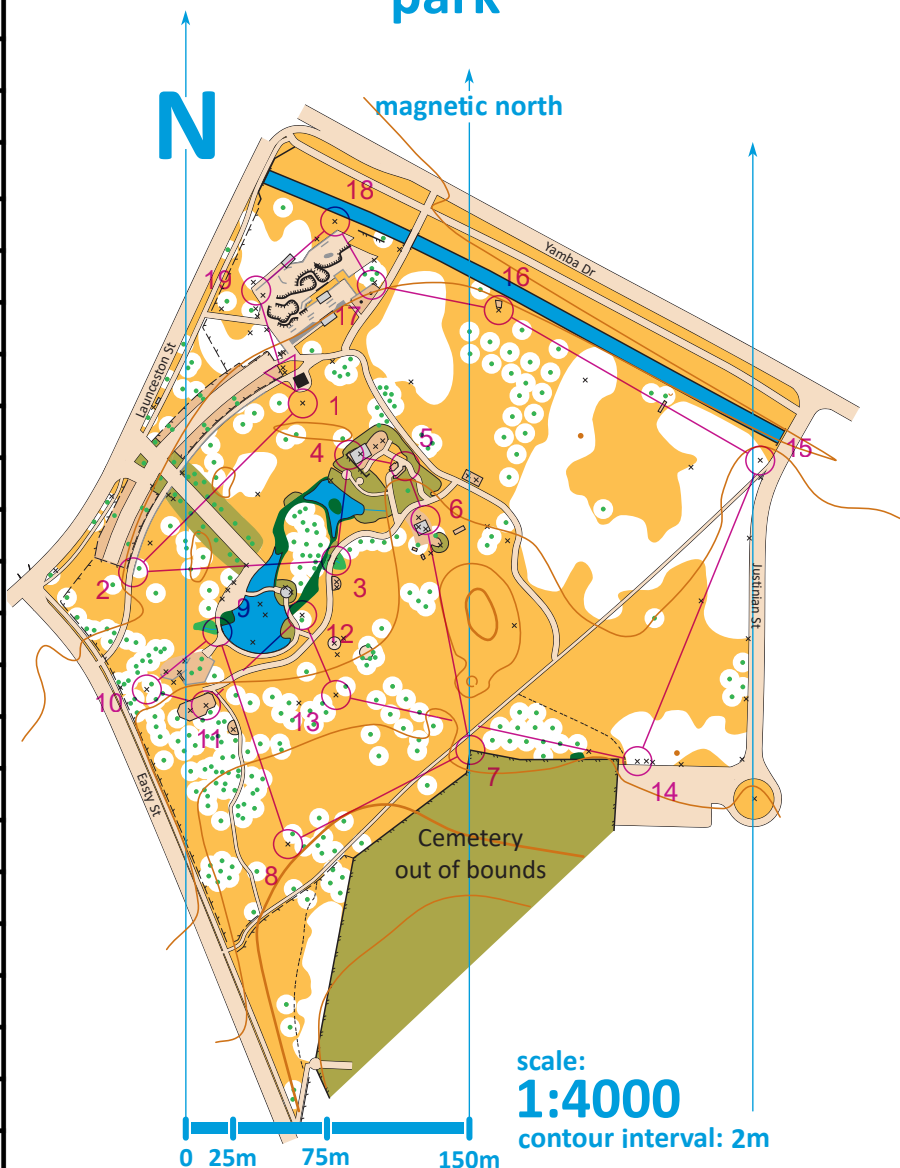 park
N
magnetic north
18
Yamba Dr
19
16
17
Launceston St
1
4
5
15
6
2
3
9
Justinian St
12
10
13
11
7
14
Easty St
Cemetery
out of bounds
8
scale:
1:4000
contour interval: 2m
0 25m 75m 150m